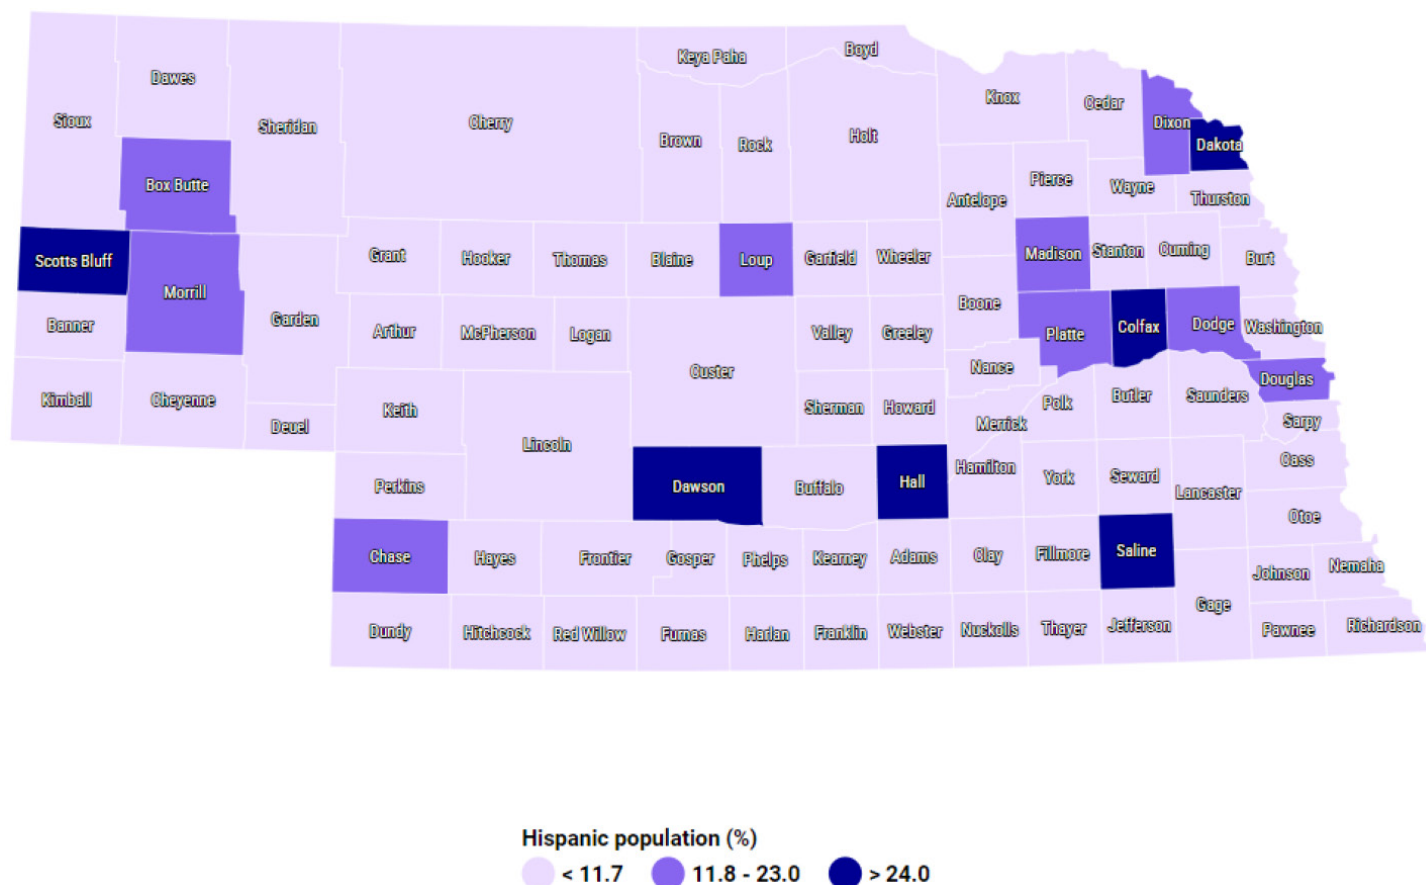 Keya Paha
Boyd
Dawes
Knox
Cedar
Sioux
Sheridan
Cherry
Brown
Rock
Holt
Dixon
Dakota
Box Butte
Antelope
Pierce
Wayne
Thurston
Scotts Bluff
Morrill
Grant
Hooker
Thomas
Blaine
Loup
Garfield
Wheeler
Madison
Stanton
Cuming
Burt
Banner
Garden
Arthur
McPherson
Logan
Custer
Valley
Greeley
Boone
Platte
Colfax
Dodge
Washington
Kimball
Cheyenne
Deuel
Keith
Lincoln
Sherman
Howard
Nance
Merrick
Polk
Butler
Saunders
Douglas
Sarpy
Perkins
Dawson
Buffalo
Hall
Hamilton
York
Seward
Lancaster
Cass
Otoe
Chase
Hayes
Frontier
Gosper
Phelps
Kearney
Adams
Clay
Fillmore
Saline
Johnson
Nemaha
Dundy
Hitchcock
Red Willow
Furnas
Harlan
Franklin
Webster
Nuckolls
Thayer
Jefferson
Gage
Pawnee
Richardson
Hispanic population (%)
< 11.7 11.8 - 23.0 > 24.0